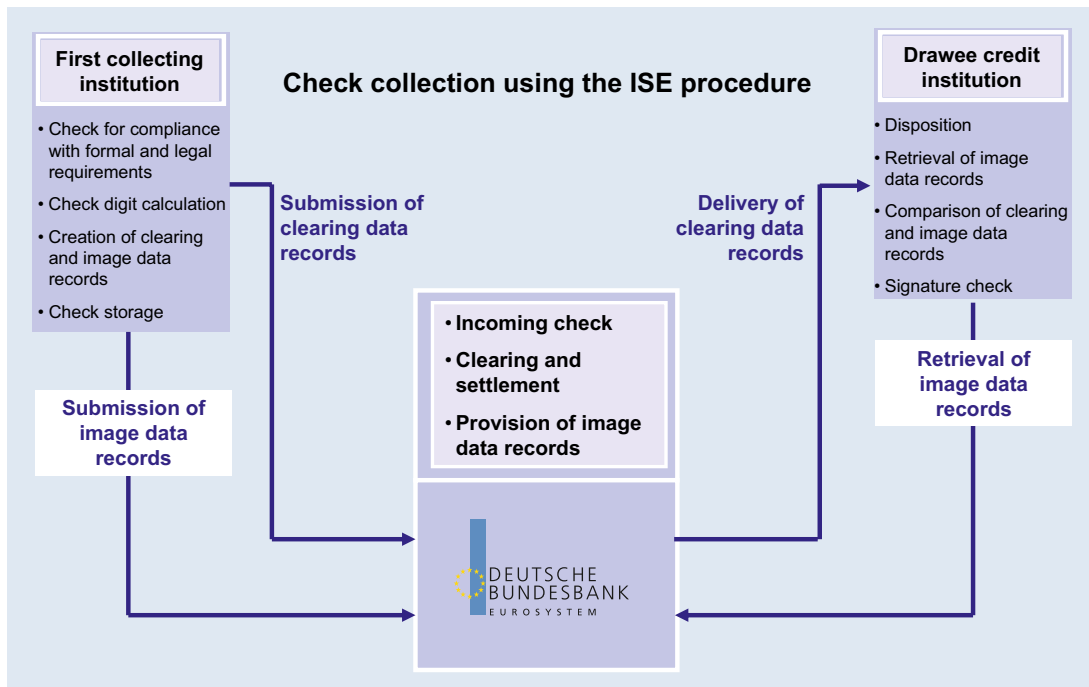 Check collection using the ISE procedure
First collecting
institution
• Check for compliance
with formal and legal
requirements
• Check digit calculation
• Creation of clearing
and image data
records
• Check storage
Submission of
clearing data
records
Submission of
image data
records
• Incoming check
• Clearing and
settlement
• Provision of image
data records
DEUTSCHE
BUNDESBANK
EUROSYSTEM
Delivery of
clearing data
records
Drawee credit
institution
• Disposition
• Retrieval of image
data records
• Comparison of clearing
and image data
records
• Signature check
Retrieval of
image data
records